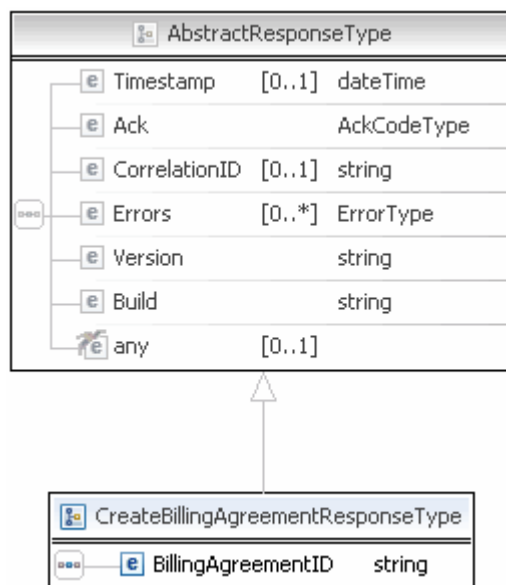 AbstractResponseType
e Timestamp [0..1] dateTime
e Ack AckCodeType
e CorrelationID [0..1] string
e Errors [0..*] ErrorType
e Version string
e Build string
e any [0..1]
CreateBillingAgreementResponseType
e BillingAgreementID string